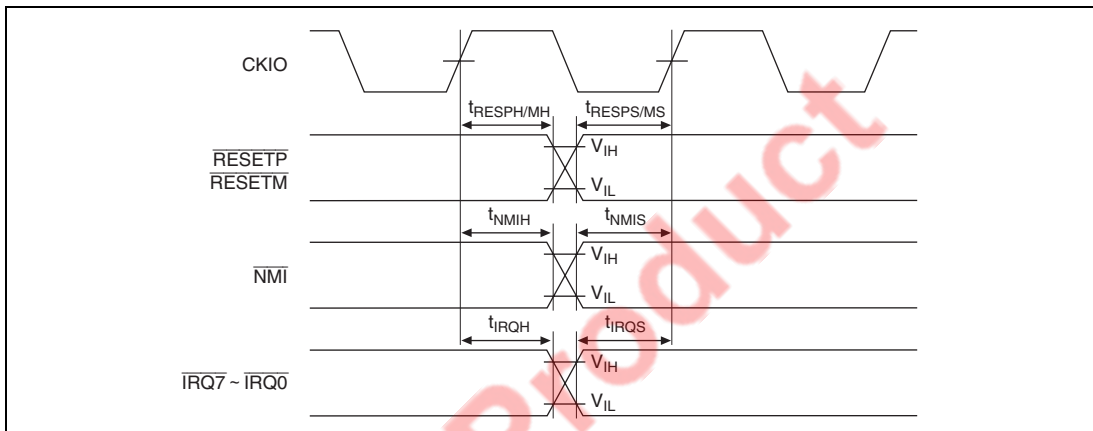 CKIO
tRESPH/MH tRESPS/MS
RESETP
RESETM
VIH
VIL
tNMIH tNMIS
NMI
VIH
VIL
tIRQH tIRQS
IRQ7 ~ IRQ0
VIH
VIL
Product